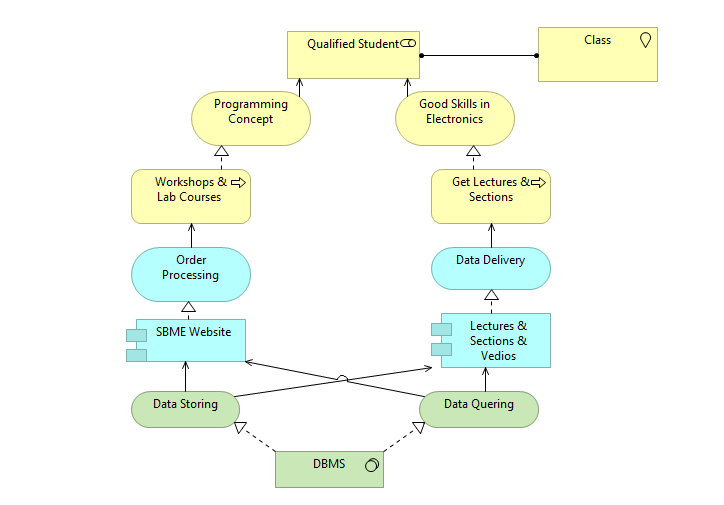 Qualified Student
Class
Programming
Concept
Good Skills in
Electronics
Workshops &
Lab Courses
Get Lectures &
Sections
Order
Processing
Data Delivery
SBME Website
Lectures &
Sections &
Vedios
Data Storing
Data Quering
DBMS